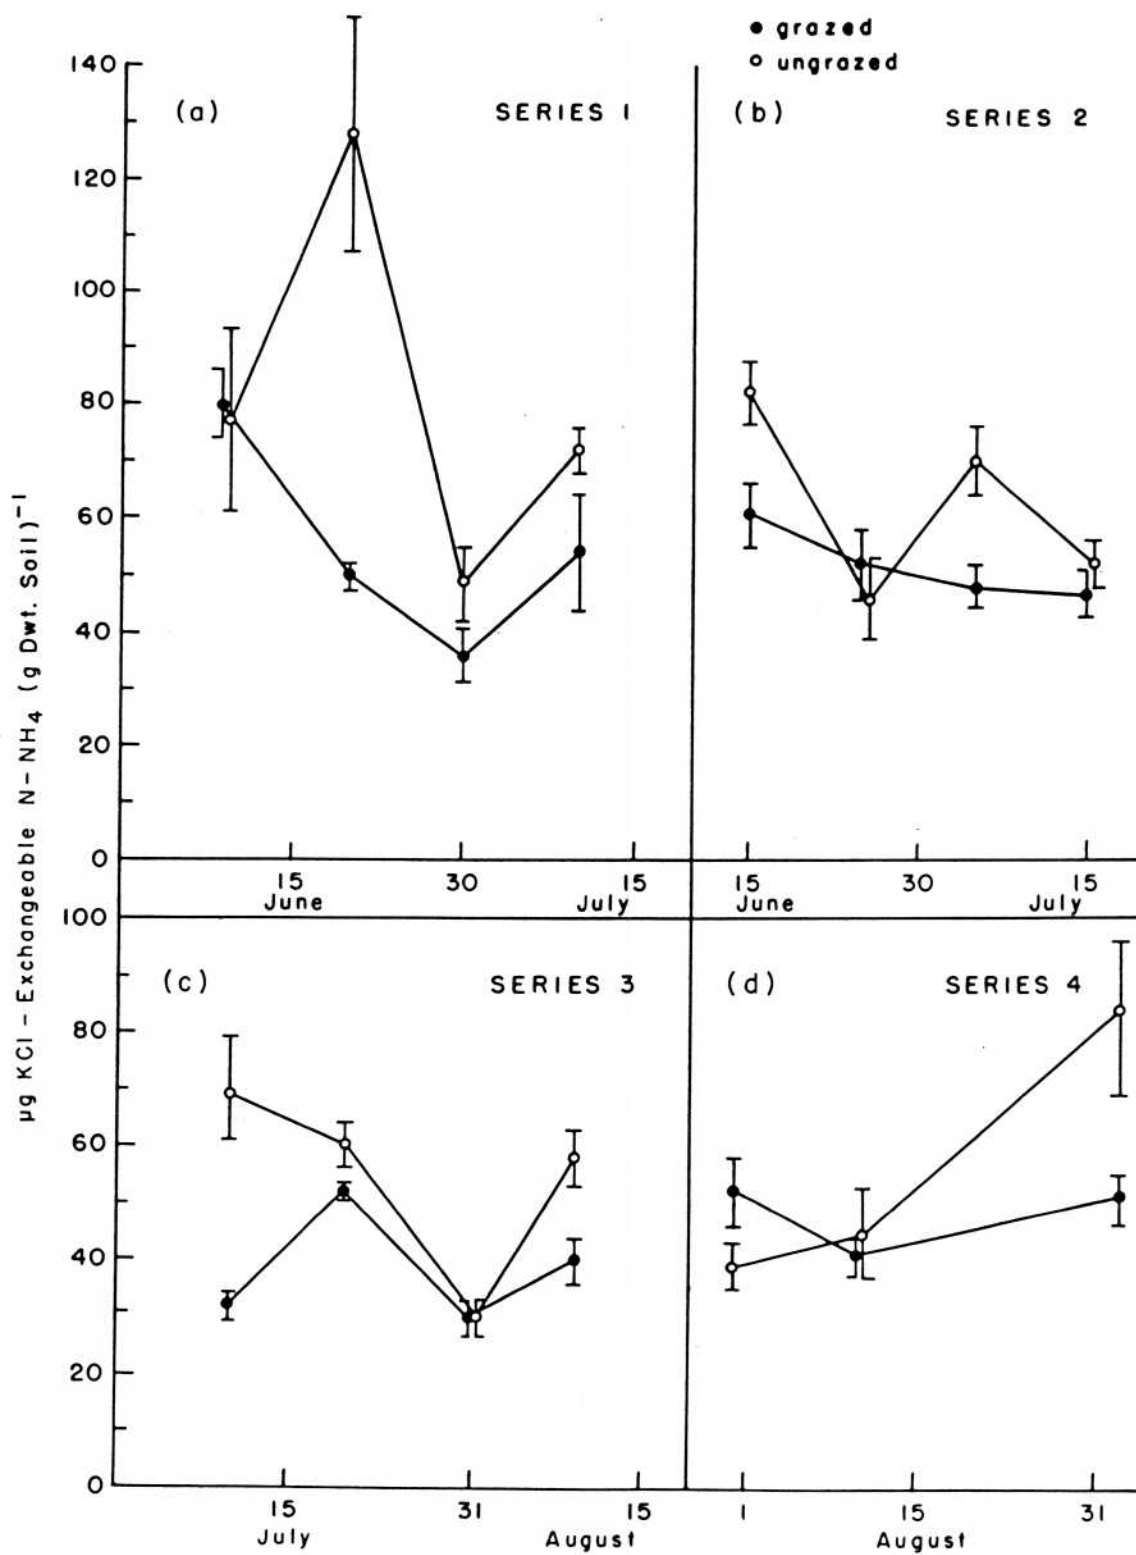 ● grazed
○ ungrazed
(a) SERIES 1
(b) SERIES 2
140
120
100
80
60
40
20
0
15 30 15
June July
15 30 15
June July
µg KCl – Exchangeable N–NH4 (g Dwt. Soil)⁻¹
(c) SERIES 3
(d) SERIES 4
100
80
60
40
20
0
15 31 15
July August
1 15 31
August